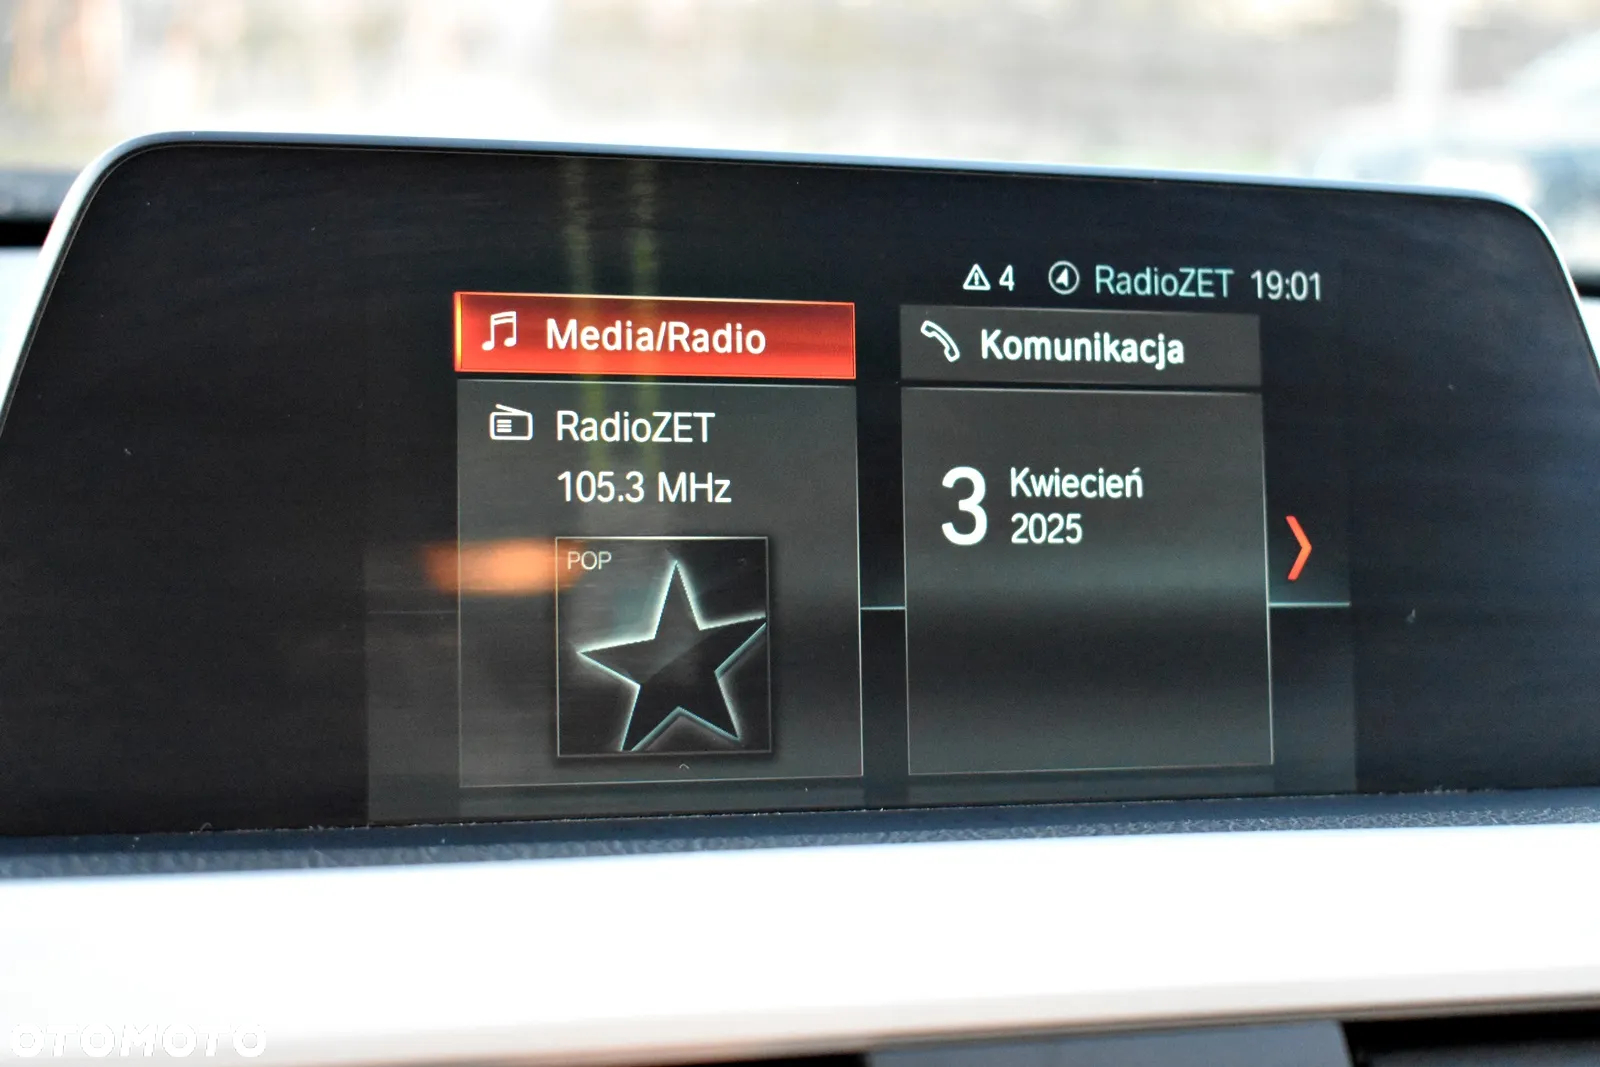 4 RadioZET 19:01
Media/Radio
RadioZET
105.3 MHz
POP
Komunikacja
3 Kwiecień
2025
OTOMOTO